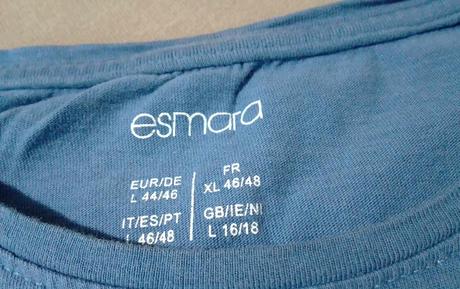 esmara
EUR/DE
L 44/46
FR
XL 46/48
IT/ES/PT
L 46/48
GB/IE/NI
L 16/18